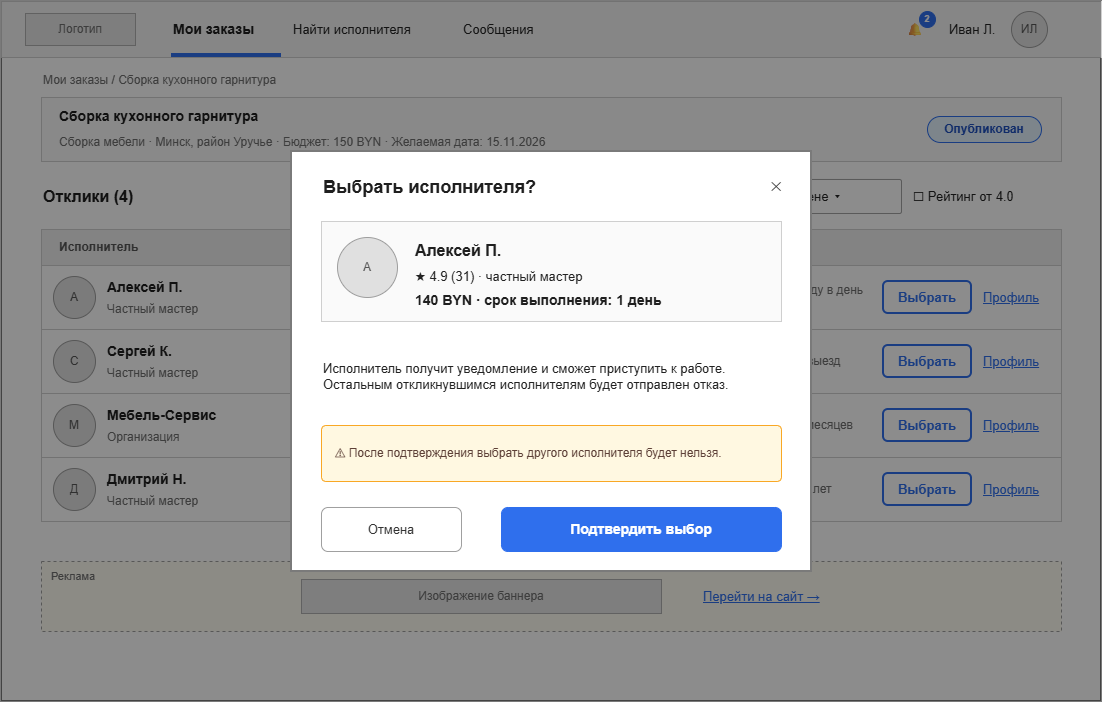 Логотип
Мои заказы
Найти исполнителя
Сообщения
2
Иван Л.
ИЛ
Мои заказы / Сборка кухонного гарнитура
Сборка кухонного гарнитура
Сборка мебели · Минск, район Уручье · Бюджет: 150 BYN · Желаемая дата: 15.11.2026
Опубликован
Отклики (4)
Рейтинг от 4.0
Исполнитель
А
Алексей П.
Частный мастер
в день
Выбрать
Профиль
С
Сергей К.
Частный мастер
Выбрать
Профиль
М
Мебель-Сервис
Организация
Выбрать
Профиль
Д
Дмитрий Н.
Частный мастер
лет
Выбрать
Профиль
Выбрать исполнителя?
×
А
Алексей П.
★ 4.9 (31) · частный мастер
140 BYN · срок выполнения: 1 день
Исполнитель получит уведомление и сможет приступить к работе.
Остальным откликнувшимся исполнителям будет отправлен отказ.
⚠ После подтверждения выбрать другого исполнителя будет нельзя.
Отмена
Подтвердить выбор
Реклама
Изображение баннера
Перейти на сайт →